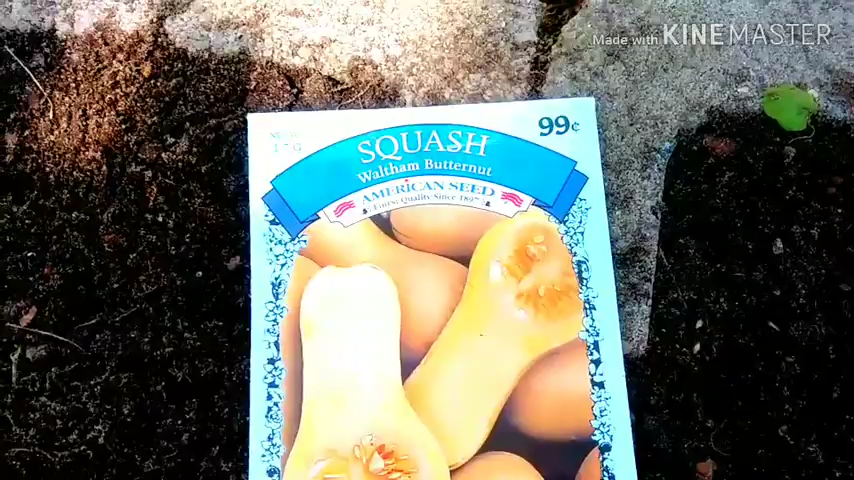 Made with KINEMASTER
99¢
SQUASH
Waltham Butternut
AMERICAN SEED
Finest Quality Since 1897